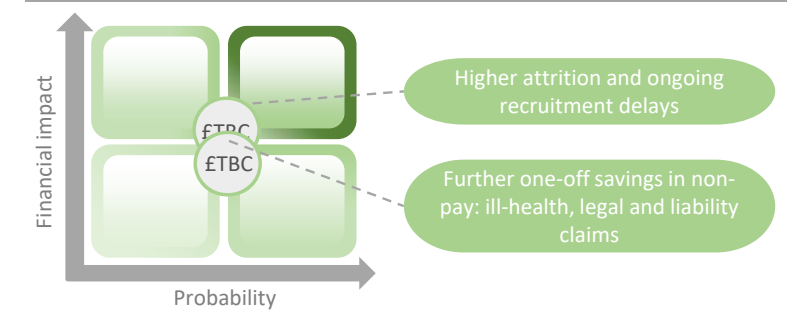 Financial impact
£TBC
£TBC
Higher attrition and ongoing
recruitment delays
Further one-off savings in non-
pay: ill-health, legal and liability
claims
Probability